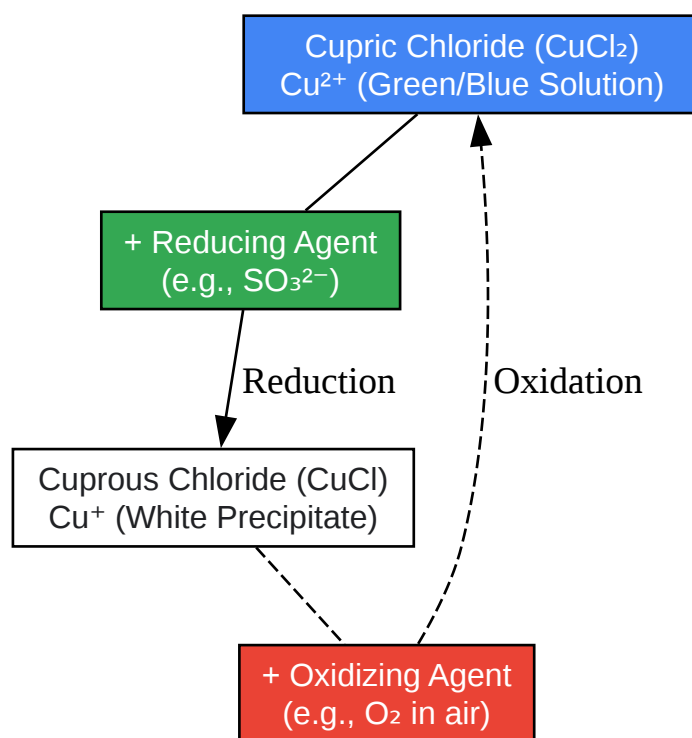 Cupric Chloride (CuCl₂)
Cu²⁺ (Green/Blue Solution)
+ Reducing Agent
(e.g., SO₃²⁻)
Reduction
Oxidation
Cuprous Chloride (CuCl)
Cu⁺ (White Precipitate)
+ Oxidizing Agent
(e.g., O₂ in air)